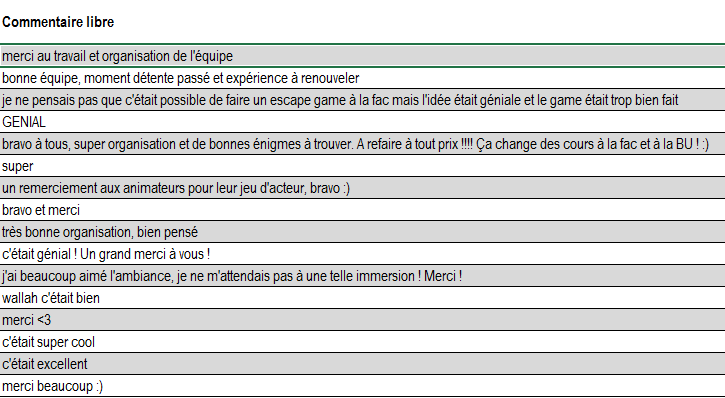 Commentaire libre
merci au travail et organisation de l'équipe
bonne équipe, moment détente passé et expérience à renouveler
je ne pensais pas que c'était possible de faire un escape game à la fac mais l'idée était géniale et le game était trop bien fait
GENIAL
bravo à tous, super organisation et de bonnes énigmes à trouver. A refaire à tout prix !!!! Ça change des cours à la fac et à la BU ! :)
super
un remerciement aux animateurs pour leur jeu d'acteur, bravo :)
bravo et merci
très bonne organisation, bien pensé
c'était génial ! Un grand merci à vous !
j'ai beaucoup aimé l'ambiance, je ne m'attendais pas à une telle immersion ! Merci !
wallah c'était bien
merci <3
c'était super cool
c'était excellent
merci beaucoup :)